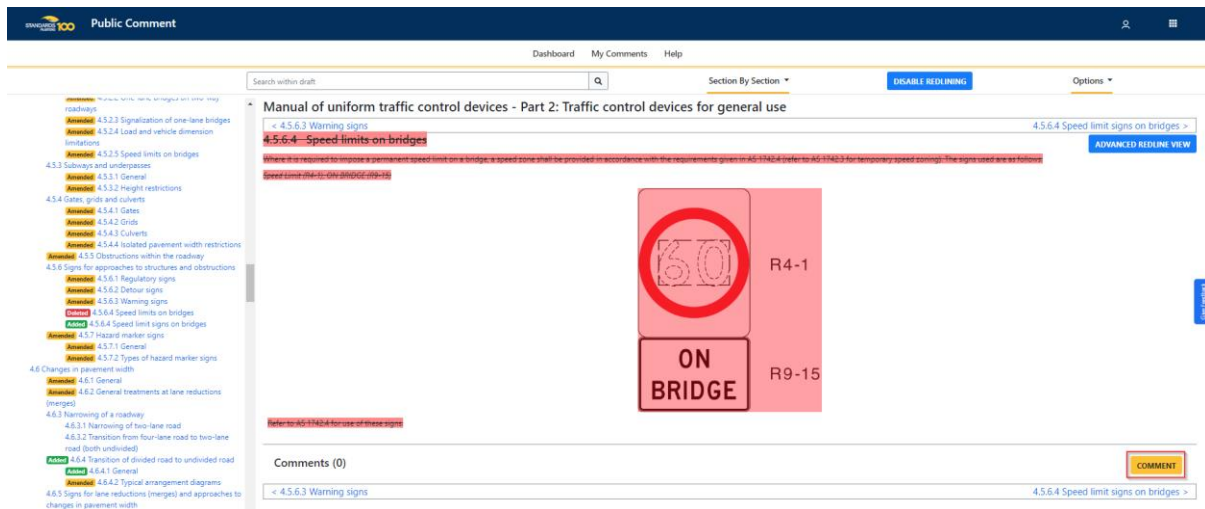 STANDARDS 100
Public Comment
Dashboard My Comments Help
Search within draft
Section By Section
DISABLE REDLINING
Options
Amended 4.5.2.2 One-lane bridges on two-way
roadways
Amended 4.5.2.3 Signalization of one-lane bridges
Amended 4.5.2.4 Load and vehicle dimension
limitations
Amended 4.5.2.5 Speed limits on bridges
4.5.3 Subways and underpasses
Amended 4.5.3.1 General
Amended 4.5.3.2 Height restrictions
4.5.4 Gates, grids and culverts
Amended 4.5.4.1 Gates
Amended 4.5.4.2 Grids
Amended 4.5.4.3 Culverts
Amended 4.5.4.4 Isolated pavement width restrictions
Amended 4.5.5 Obstructions within the roadway
4.5.6 Signs for approaches to structures and obstructions
Amended 4.5.6.1 Regulatory signs
Amended 4.5.6.2 Detour signs
Amended 4.5.6.3 Warning signs
Deleted 4.5.6.4 Speed limits on bridges
Added 4.5.6.4 Speed limit signs on bridges
Amended 4.5.7 Hazard marker signs
Amended 4.5.7.1 General
Amended 4.5.7.2 Types of hazard marker signs
4.6 Changes in pavement width
Amended 4.6.1 General
Amended 4.6.2 General treatments at lane reductions
(merges)
4.6.3 Narrowing of a roadway
4.6.3.1 Narrowing of two-lane road
4.6.3.2 Transition from four-lane road to two-lane
road (both undivided)
Added 4.6.4 Transition of divided road to undivided road
Added 4.6.4.1 General
Amended 4.6.4.2 Typical arrangement diagrams
4.6.5 Signs for lane reductions (merges) and approaches to
changes in pavement width
Manual of uniform traffic control devices - Part 2: Traffic control devices for general use
< 4.5.6.3 Warning signs
4.5.6.4 Speed limit signs on bridges >
4.5.6.4 Speed limits on bridges
ADVANCED REDLINE VIEW
Where it is required to impose a permanent speed limit on a bridge, a speed zone shall be provided in accordance with the requirements given in AS 1742.4 (refer to AS 1742.3 for temporary speed zoning). The signs used are as follows:
Speed Limit (R4-1), ON BRIDGE (R9-15)
60
R4-1
ON
BRIDGE
R9-15
Refer to AS 1742.4 for use of these signs.
Comments (0)
COMMENT
< 4.5.6.3 Warning signs
4.5.6.4 Speed limit signs on bridges >
Give Feedback